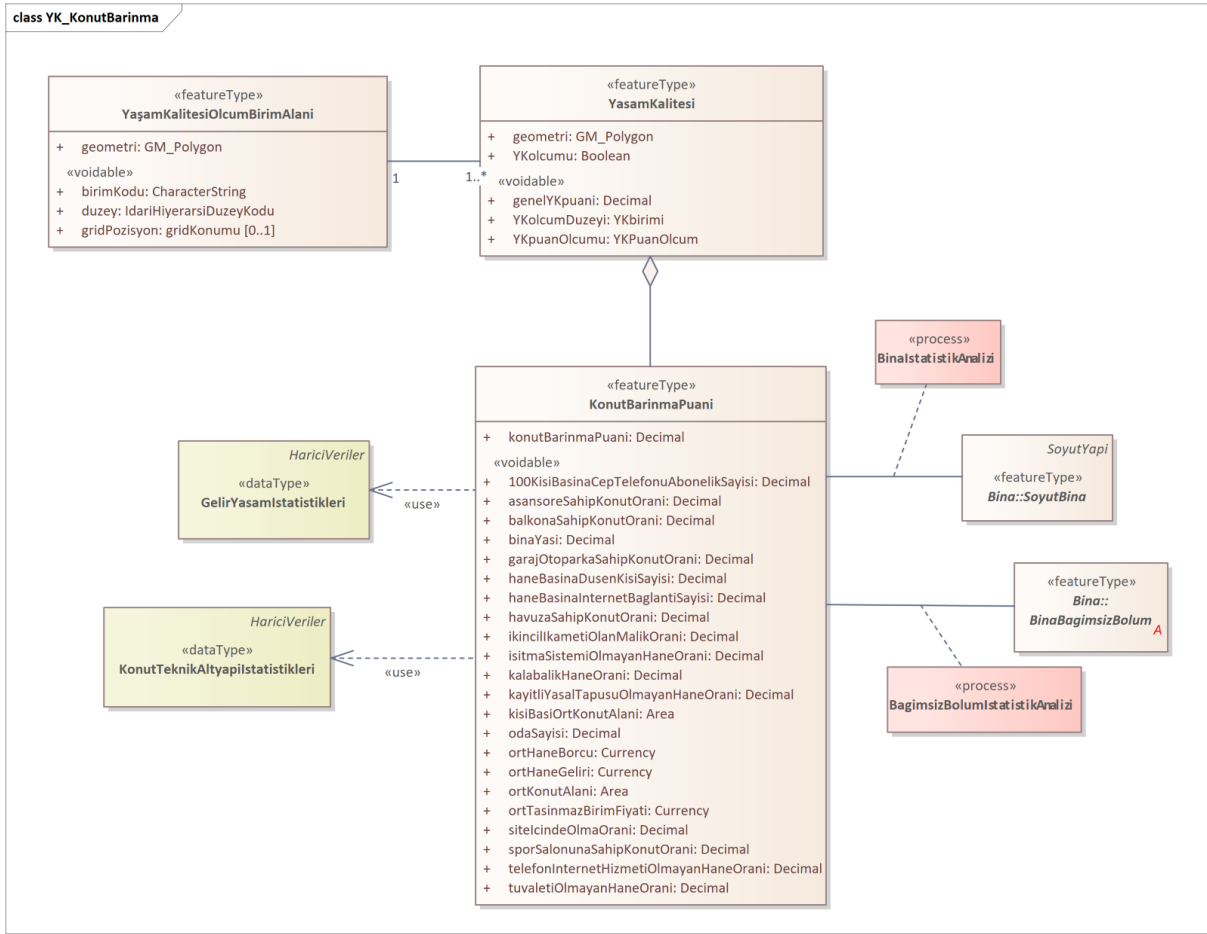 class YK_KonutBarinma
«featureType»
YaşamKalitesiOlcumBirimAlani
+ geometri: GM_Polygon
«voidable»
+ birimKodu: CharacterString
+ duzey: IdariHiyerarsiDuzeyKodu
+ gridPozisyon: gridKonumu [0..1]
1
1..*
«featureType»
YasamKalitesi
+ geometri: GM_Polygon
+ YKolcumu: Boolean
«voidable»
+ genelYKpuani: Decimal
+ YKolcumDuzeyi: YKbirimi
+ YKpuanOlcumu: YKPuanOlcum
«process»
BinaIstatistikAnalizi
«featureType»
KonutBarinmaPuani
+ konutBarinmaPuani: Decimal
«voidable»
+ 100KisiBasinaCepTelefonuAbonelikSayisi: Decimal
+ asansoreSahipKonutOrani: Decimal
+ balkonaSahipKonutOrani: Decimal
+ binaYasi: Decimal
+ garajOtoparkaSahipKonutOrani: Decimal
+ haneBasinaDusenKisiSayisi: Decimal
+ haneBasinaInternetBaglantiSayisi: Decimal
+ havuzaSahipKonutOrani: Decimal
+ ikincilIkametiOlanMalikOrani: Decimal
+ isitmaSistemiOlmayanHaneOrani: Decimal
+ kalabalikHaneOrani: Decimal
+ kayitliYasalTapusuOlmayanHaneOrani: Decimal
+ kisiBasiOrtKonutAlani: Area
+ odaSayisi: Decimal
+ ortHaneBorcu: Currency
+ ortHaneGeliri: Currency
+ ortKonutAlani: Area
+ ortTasinmazBirimFiyati: Currency
+ siteIcindeOlmaOrani: Decimal
+ sporSalonunaSahipKonutOrani: Decimal
+ telefonInternetHizmetiOlmayanHaneOrani: Decimal
+ tuvaletiOlmayanHaneOrani: Decimal
HariciVeriler
«dataType»
GelirYasamIstatistikleri
«use»
HariciVeriler
«dataType»
KonutTeknikAltyapiIstatistikleri
«use»
SoyutYapi
«featureType»
Bina::SoyutBina
«featureType»
Bina::
BinaBagimsizBolum
A
«process»
BagimsizBolumIstatistikAnalizi